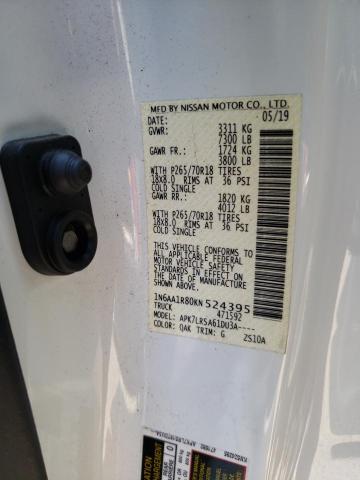 MFD BY NISSAN MOTOR CO., LTD.
DATE: 05/19
GVWR: 3311 KG
7300 LB
GAWR FR.: 1724 KG
3800 LB
WITH P265/70R18 TIRES
18X8.0 RIMS AT 36 PSI
COLD SINGLE
GAWR RR.: 1820 KG
4012 LB
WITH P265/70R18 TIRES
18X8.0 RIMS AT 36 PSI
COLD SINGLE
THIS VEHICLE CONFORMS
TO ALL APPLICABLE FEDERAL
MOTOR VEHICLE SAFETY
STANDARDS IN EFFECT ON
THE DATE OF MANUFACTURE
SHOWN ABOVE.
1N6AA1R80KN524395
TRUCK 471592
APK7LR5A61DU3A----
COLOR: QAK TRIM: G ZS10A